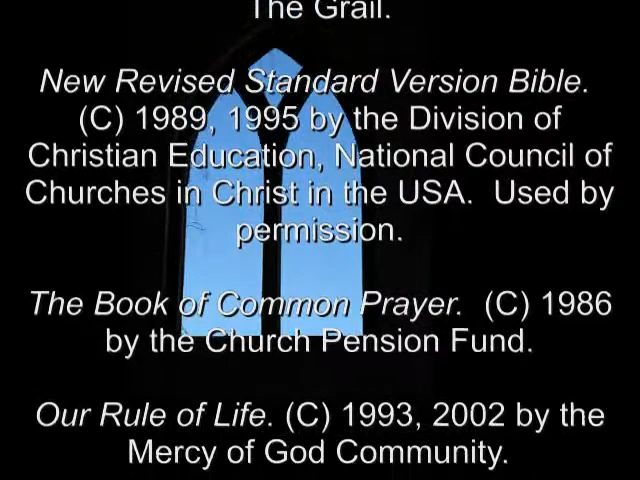 The Grail.
New Revised Standard Version Bible.
(C) 1989, 1995 by the Division of
Christian Education, National Council of
Churches in Christ in the USA.  Used by
permission.
The Book of Common Prayer.  (C) 1986
by the Church Pension Fund.
Our Rule of Life. (C) 1993, 2002 by the
Mercy of God Community.